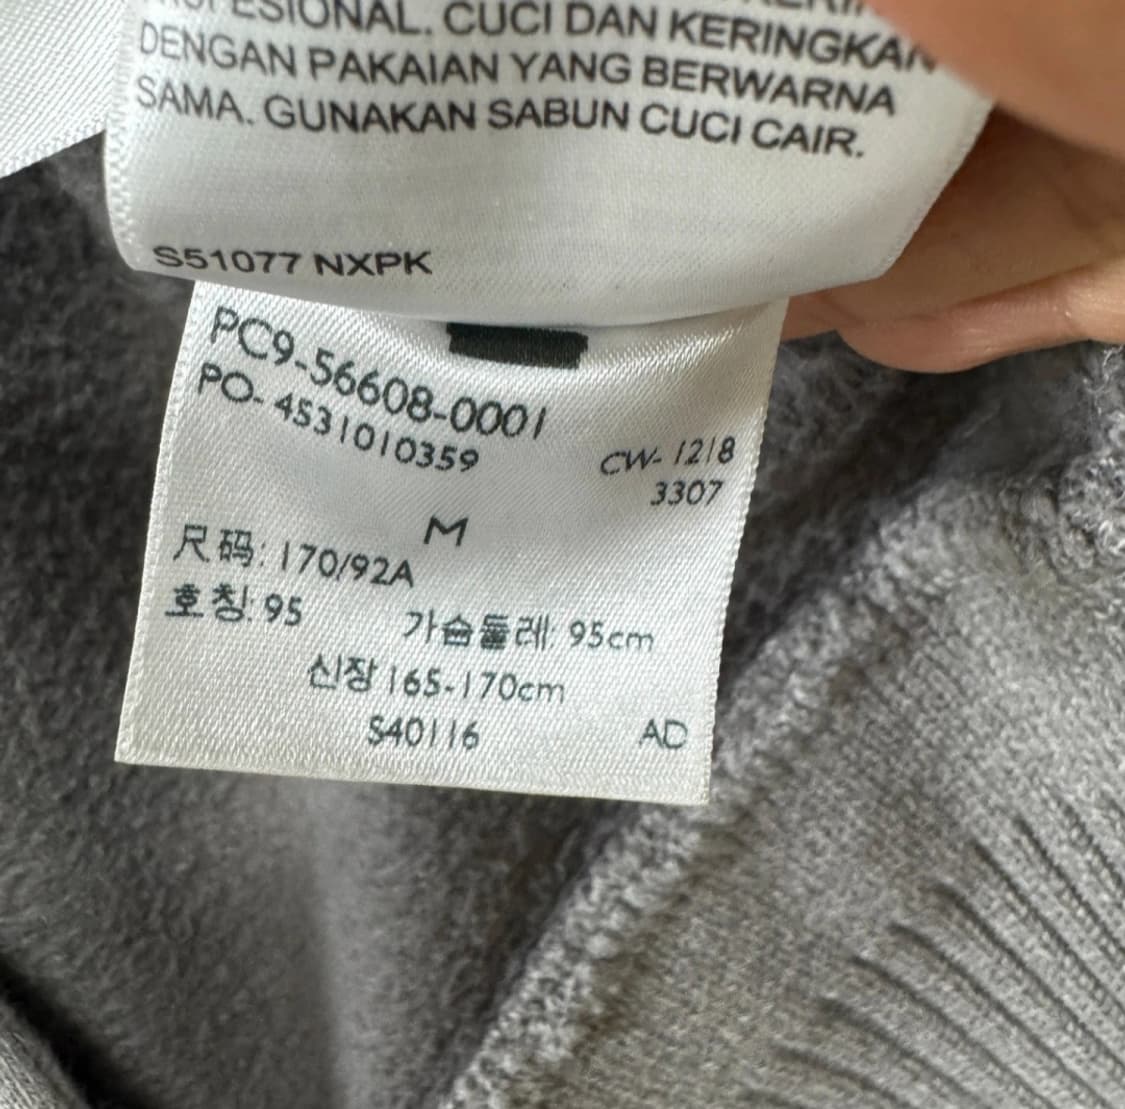 ESIONAL. CUCI DAN KERINGKAN
DENGAN PAKAIAN YANG BERWARNA
SAMA. GUNAKAN SABUN CUCI CAIR.
S51077 NXPK
PC9-56608-0001
PO- 4531010359
CW- 1218
3307
M
尺码: 170/92A
호칭: 95 가슴둘레: 95cm
신장 165-170cm
S40116 AD